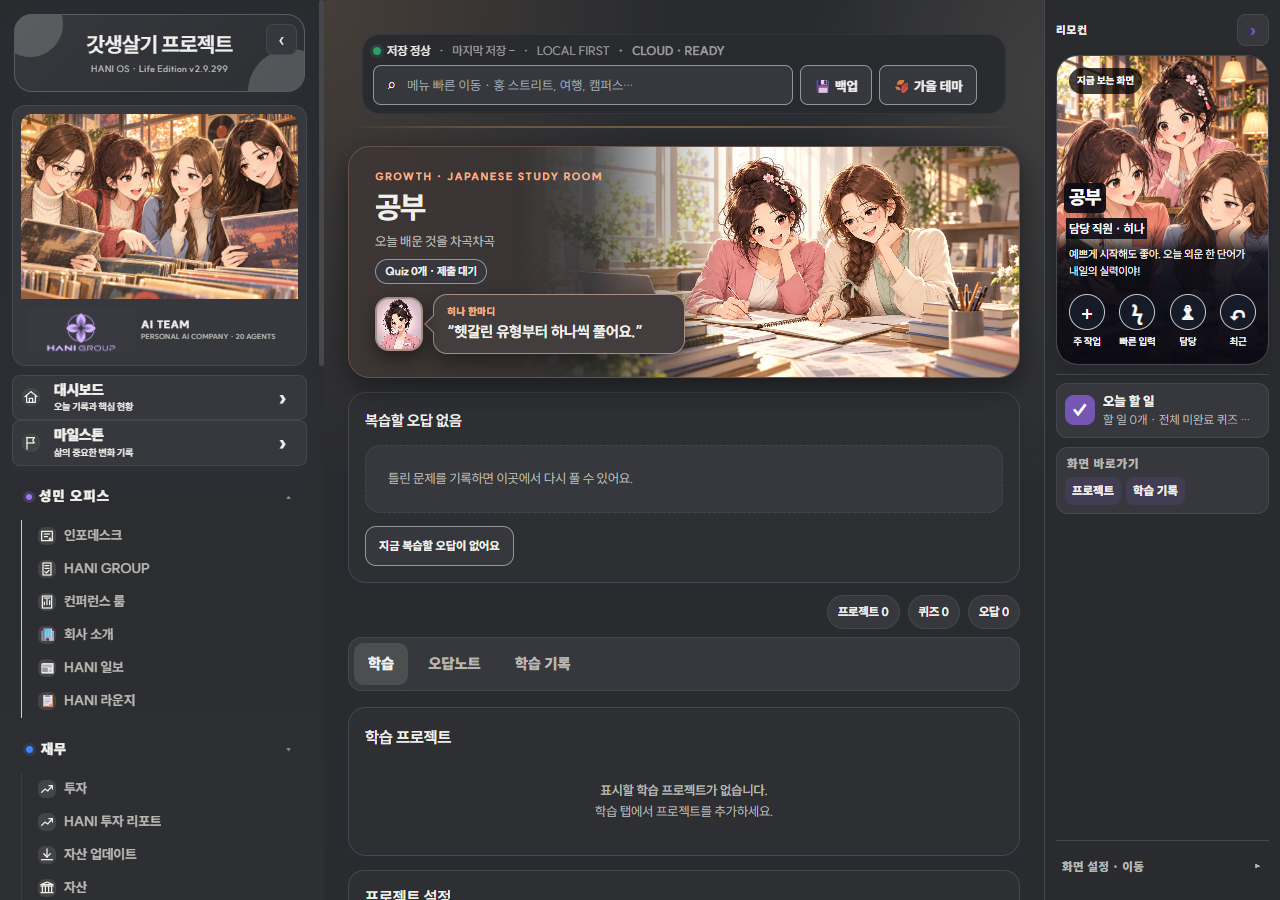 갓생살기 프로젝트
HANI OS · Life Edition v2.9.299
HANI GROUP
AI TEAM
PERSONAL AI COMPANY · 20 AGENTS
대시보드
오늘 기록과 핵심 현황
마일스톤
삶의 중요한 변화 기록
성민 오피스
인포데스크
HANI GROUP
컨퍼런스 룸
회사 소개
HANI 일보
HANI 라운지
재무
투자
HANI 투자 리포트
자산 업데이트
자산
저장 정상 · 마지막 저장 – · LOCAL FIRST · CLOUD · READY
메뉴 빠른 이동 · 홍 스트리트, 여행, 캠퍼스…
백업
가을 테마
GROWTH · JAPANESE STUDY ROOM
공부
오늘 배운 것을 차곡차곡
Quiz 0개 · 제출 대기
히나 한마디
“헷갈린 유형부터 하나씩 풀어요.”
복습할 오답 없음
틀린 문제를 기록하면 이곳에서 다시 풀 수 있어요.
지금 복습할 오답이 없어요
프로젝트 0
퀴즈 0
오답 0
학습
오답노트
학습 기록
학습 프로젝트
표시할 학습 프로젝트가 없습니다.
학습 탭에서 프로젝트를 추가하세요.
프로젝트 설정
리모컨
지금 보는 화면
공부
담당 직원 · 히나
예쁘게 시작해도 좋아. 오늘 외운 한 단어가
내일의 실력이야!
주 작업
빠른 입력
담당
최근
오늘 할 일
할 일 0개 · 전체 미완료 퀴즈 …
화면 바로가기
프로젝트
학습 기록
화면 설정 · 이동